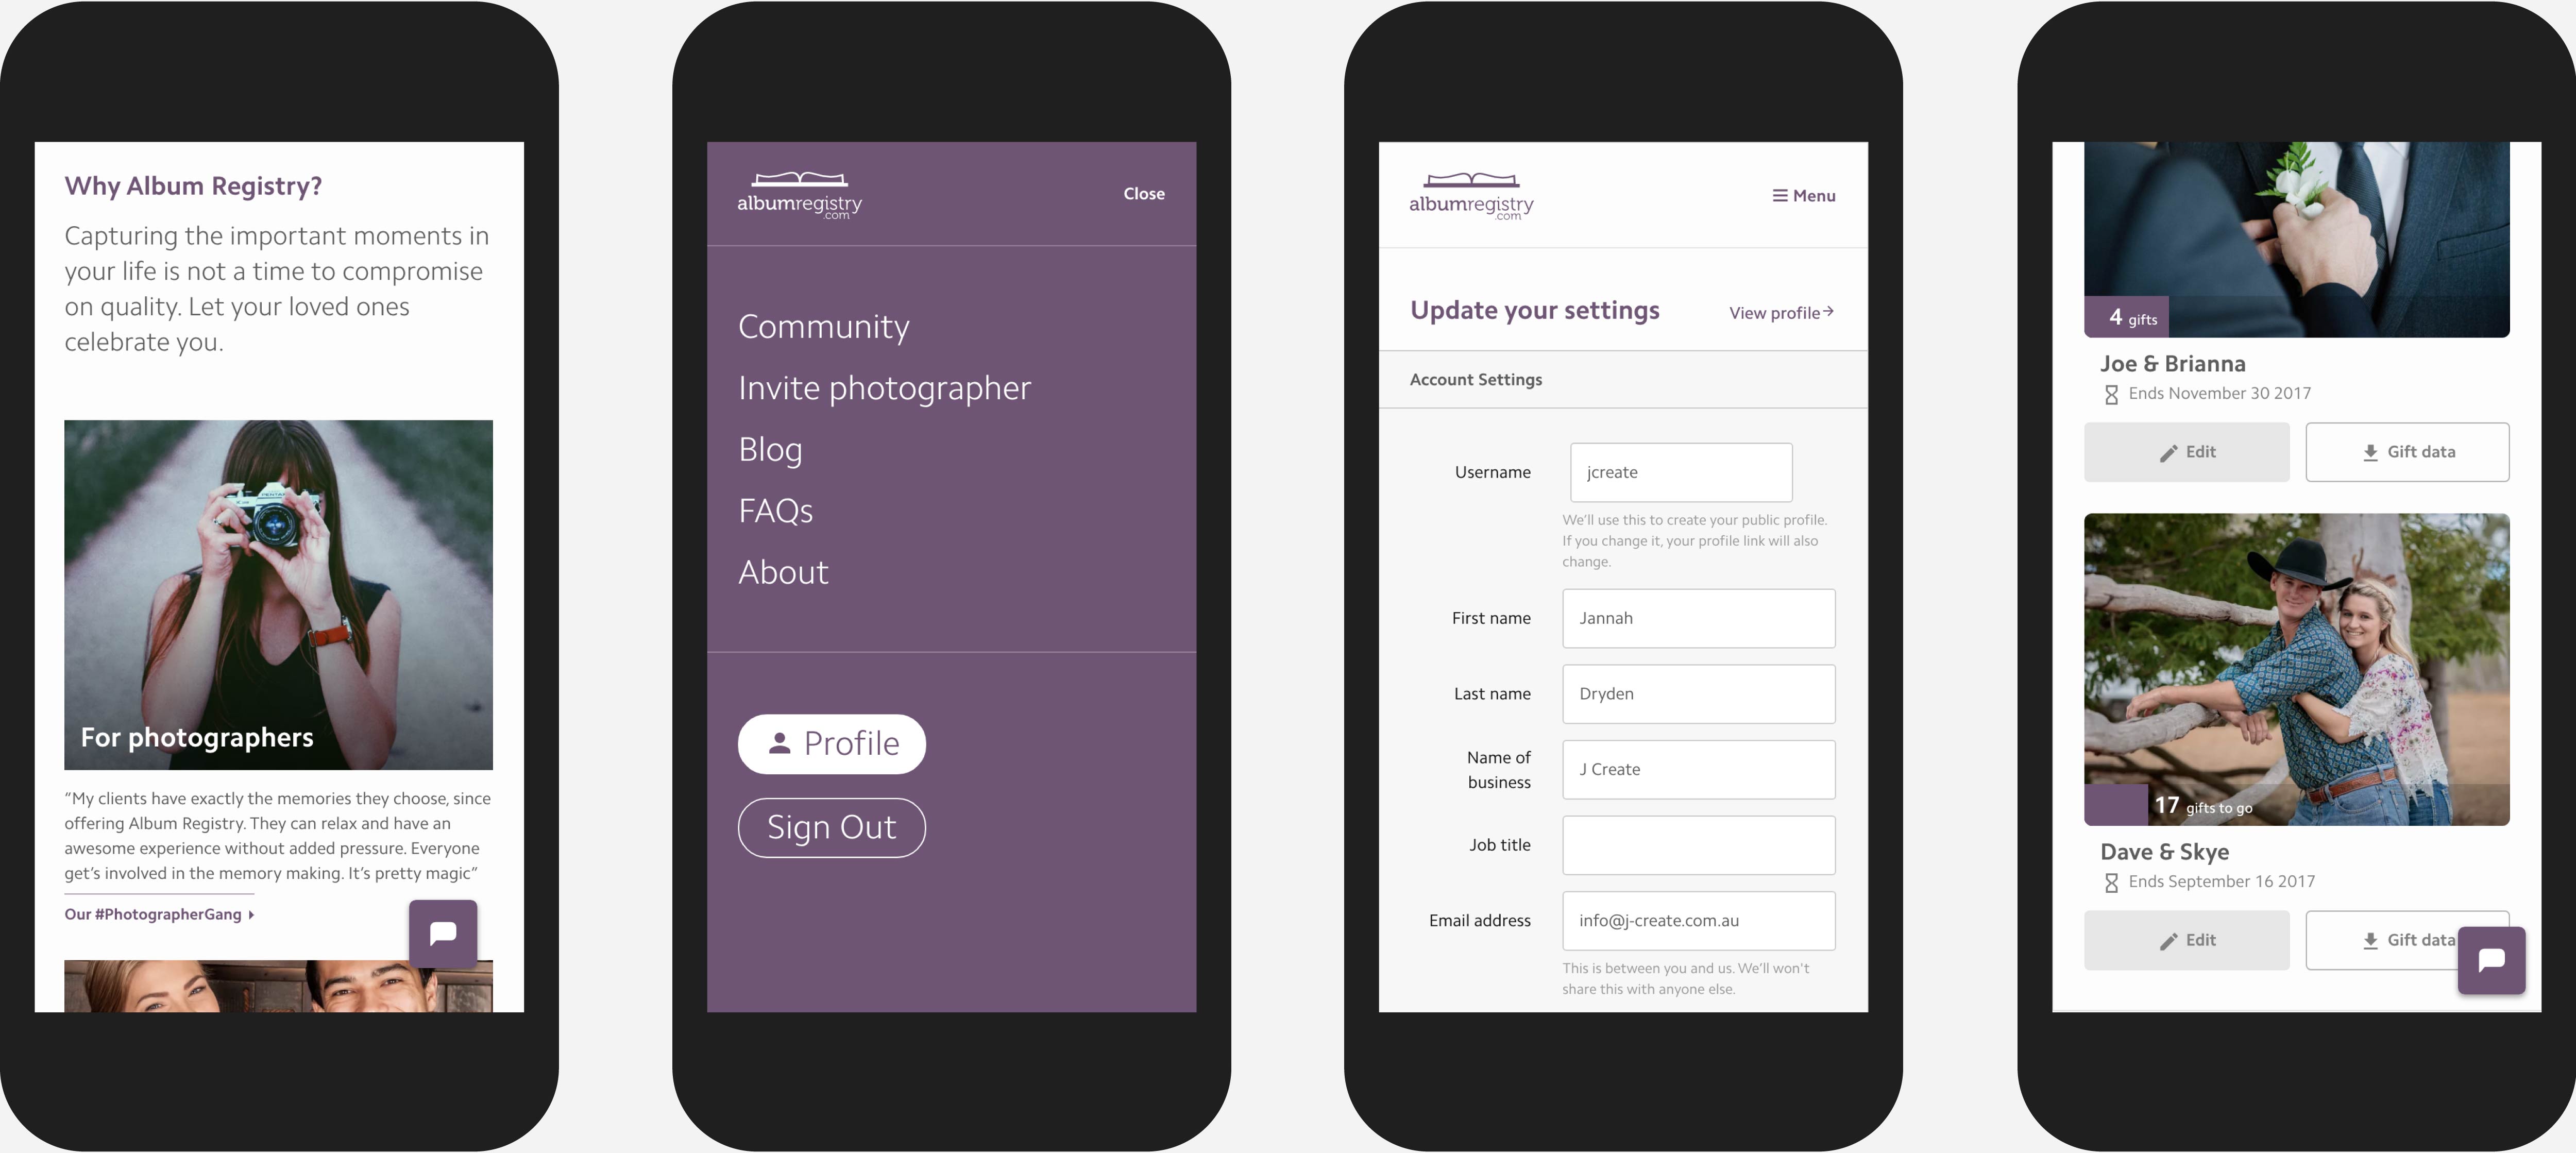 Why Album Registry?
Capturing the important moments in
your life is not a time to compromise
on quality. Let your loved ones
celebrate you.
PENTAX
For photographers
“My clients have exactly the memories they choose, since
offering Album Registry. They can relax and have an
awesome experience without added pressure. Everyone
get’s involved in the memory making. It’s pretty magic”
Our #PhotographerGang
albumregistry
.com
Close
Community
Invite photographer
Blog
FAQs
About
Profile
Sign Out
albumregistry
.com
Menu
Update your settings
View profile
Account Settings
Username
jcreate
We’ll use this to create your public profile.
If you change it, your profile link will also
change.
First name
Jannah
Last name
Dryden
Name of
business
J Create
Job title
Email address
info@j-create.com.au
This is between you and us. We’ll won't
share this with anyone else.
4 gifts
Joe & Brianna
Ends November 30 2017
Edit
Gift data
17 gifts to go
Dave & Skye
Ends September 16 2017
Edit
Gift data